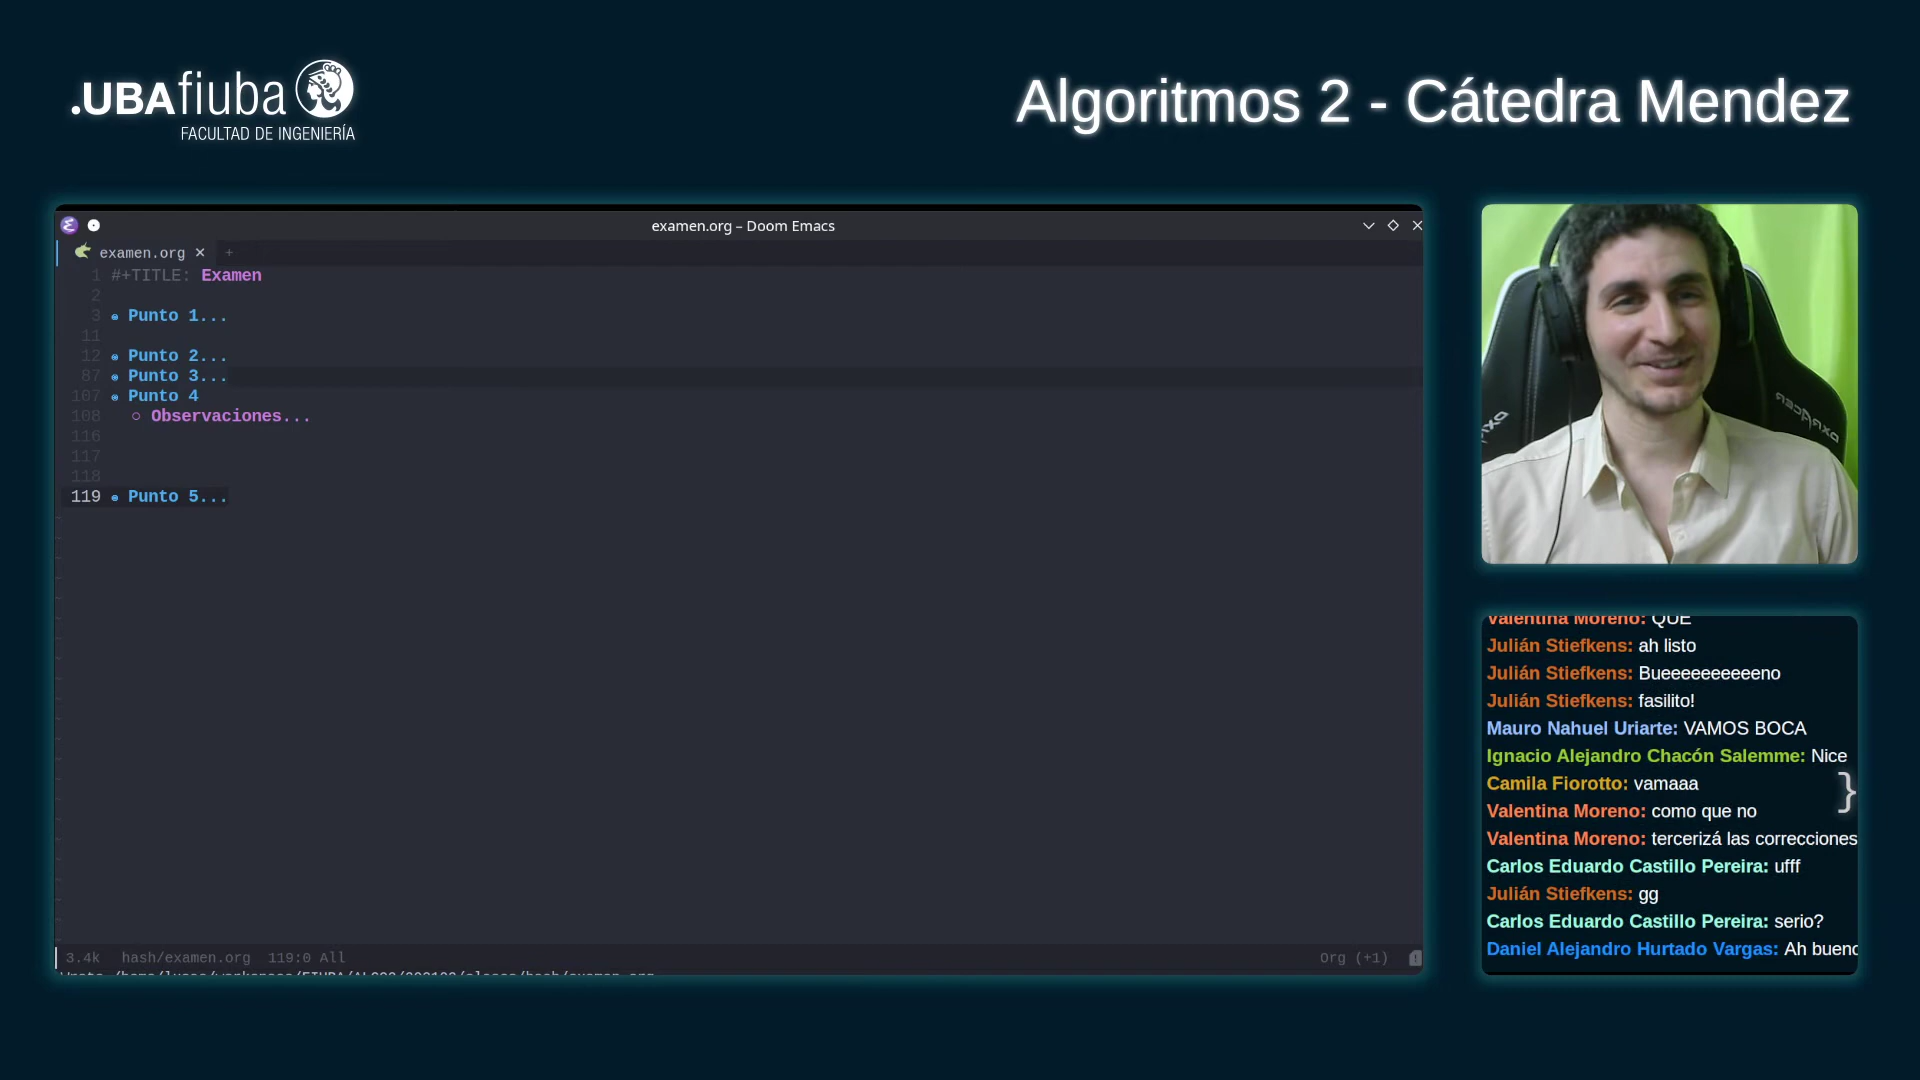 .UBAfiuba
FACULTAD DE INGENIERÍA
Algoritmos 2 - Cátedra Mendez
examen.org – Doom Emacs
examen.org
1 #+TITLE: Examen
2
3 Punto 1...
11
12 Punto 2...
87 Punto 3...
107 Punto 4
108 Observaciones...
116
117
118
119 Punto 5...
3.4k hash/examen.org 119:0 All
Org (+1)
DXRACER
Valentina Moreno: QUE
Julián Stiefkens: ah listo
Julián Stiefkens: Bueeeeeeeeeeno
Julián Stiefkens: fasilito!
Mauro Nahuel Uriarte: VAMOS BOCA
Ignacio Alejandro Chacón Salemme: Nice
Camila Fiorotto: vamaaa
}
Valentina Moreno: como que no
Valentina Moreno: tercerizá las correcciones
Carlos Eduardo Castillo Pereira: ufff
Julián Stiefkens: gg
Carlos Eduardo Castillo Pereira: serio?
Daniel Alejandro Hurtado Vargas: Ah bueno